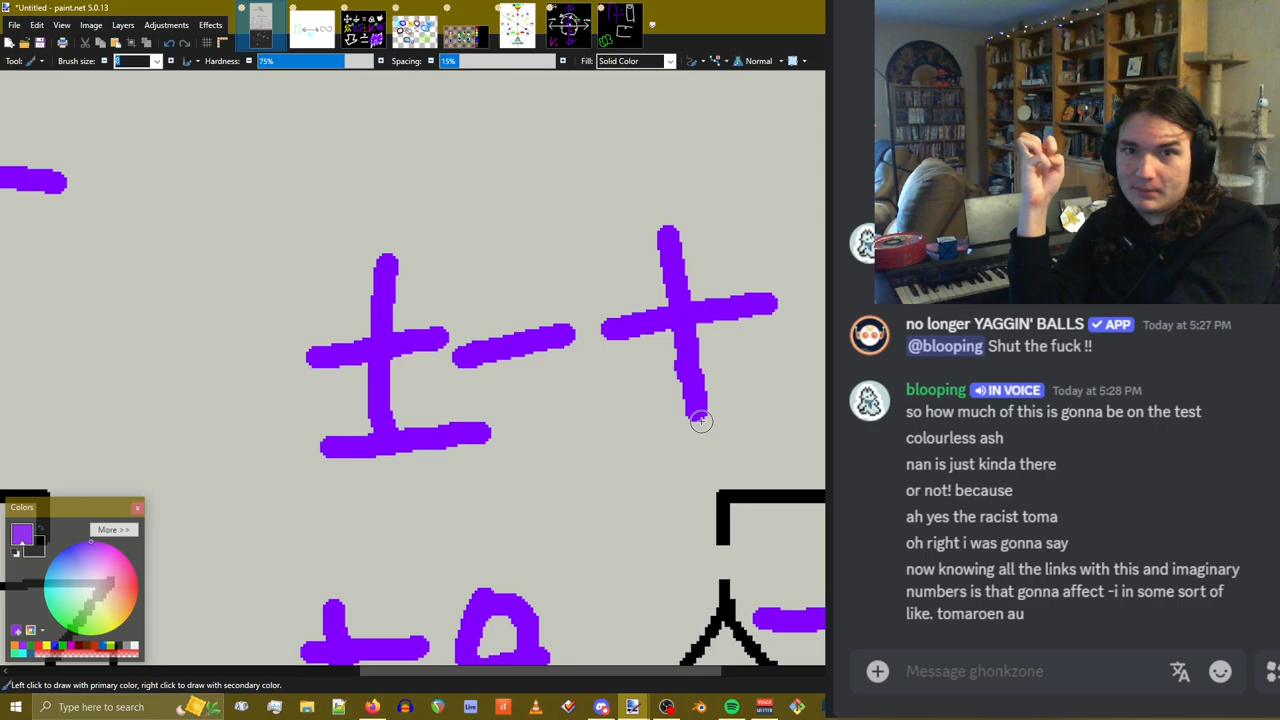 *Untitled - paint.net 5.0.13
File Edit View Image Layers Adjustments Effects
Tool: Brush size: Hardness: 75% Spacing: 15% Fill: Solid Color Normal
± - +
Colors
More >>
no longer YAGGIN' BALLS APP Today at 5:27 PM
@blooping Shut the fuck !!
blooping IN VOICE Today at 5:28 PM
so how much of this is gonna be on the test
colourless ash
nan is just kinda there
or not! because
ah yes the racist toma
oh right i was gonna say
now knowing all the links with this and imaginary
numbers is that gonna affect -i in some sort of
like. tomaroen au
Message ghonkzone
Left click to draw with primary color, right click to draw with secondary color.
Type here to search
Live